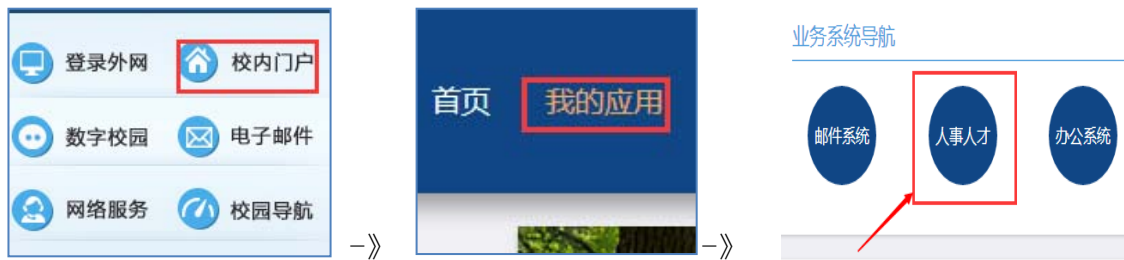 登录外网 校内门户
数字校园 电子邮件
网络服务 校园导航
–》
首页 我的应用
–》
业务系统导航
邮件系统 人事人才 办公系统